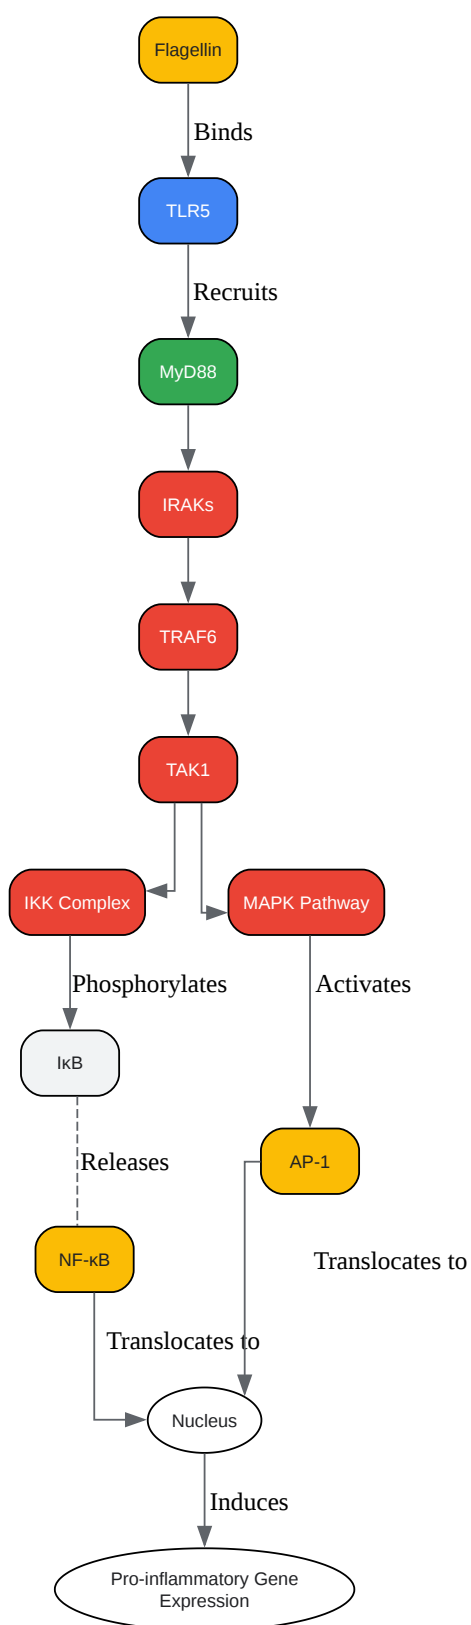 Flagellin
Binds
TLR5
Recruits
MyD88
IRAKs
TRAF6
TAK1
IKK Complex
MAPK Pathway
Phosphorylates
Activates
IκB
Releases
AP-1
NF-κB
Translocates to
Translocates to
Nucleus
Induces
Pro-inflammatory Gene
Expression